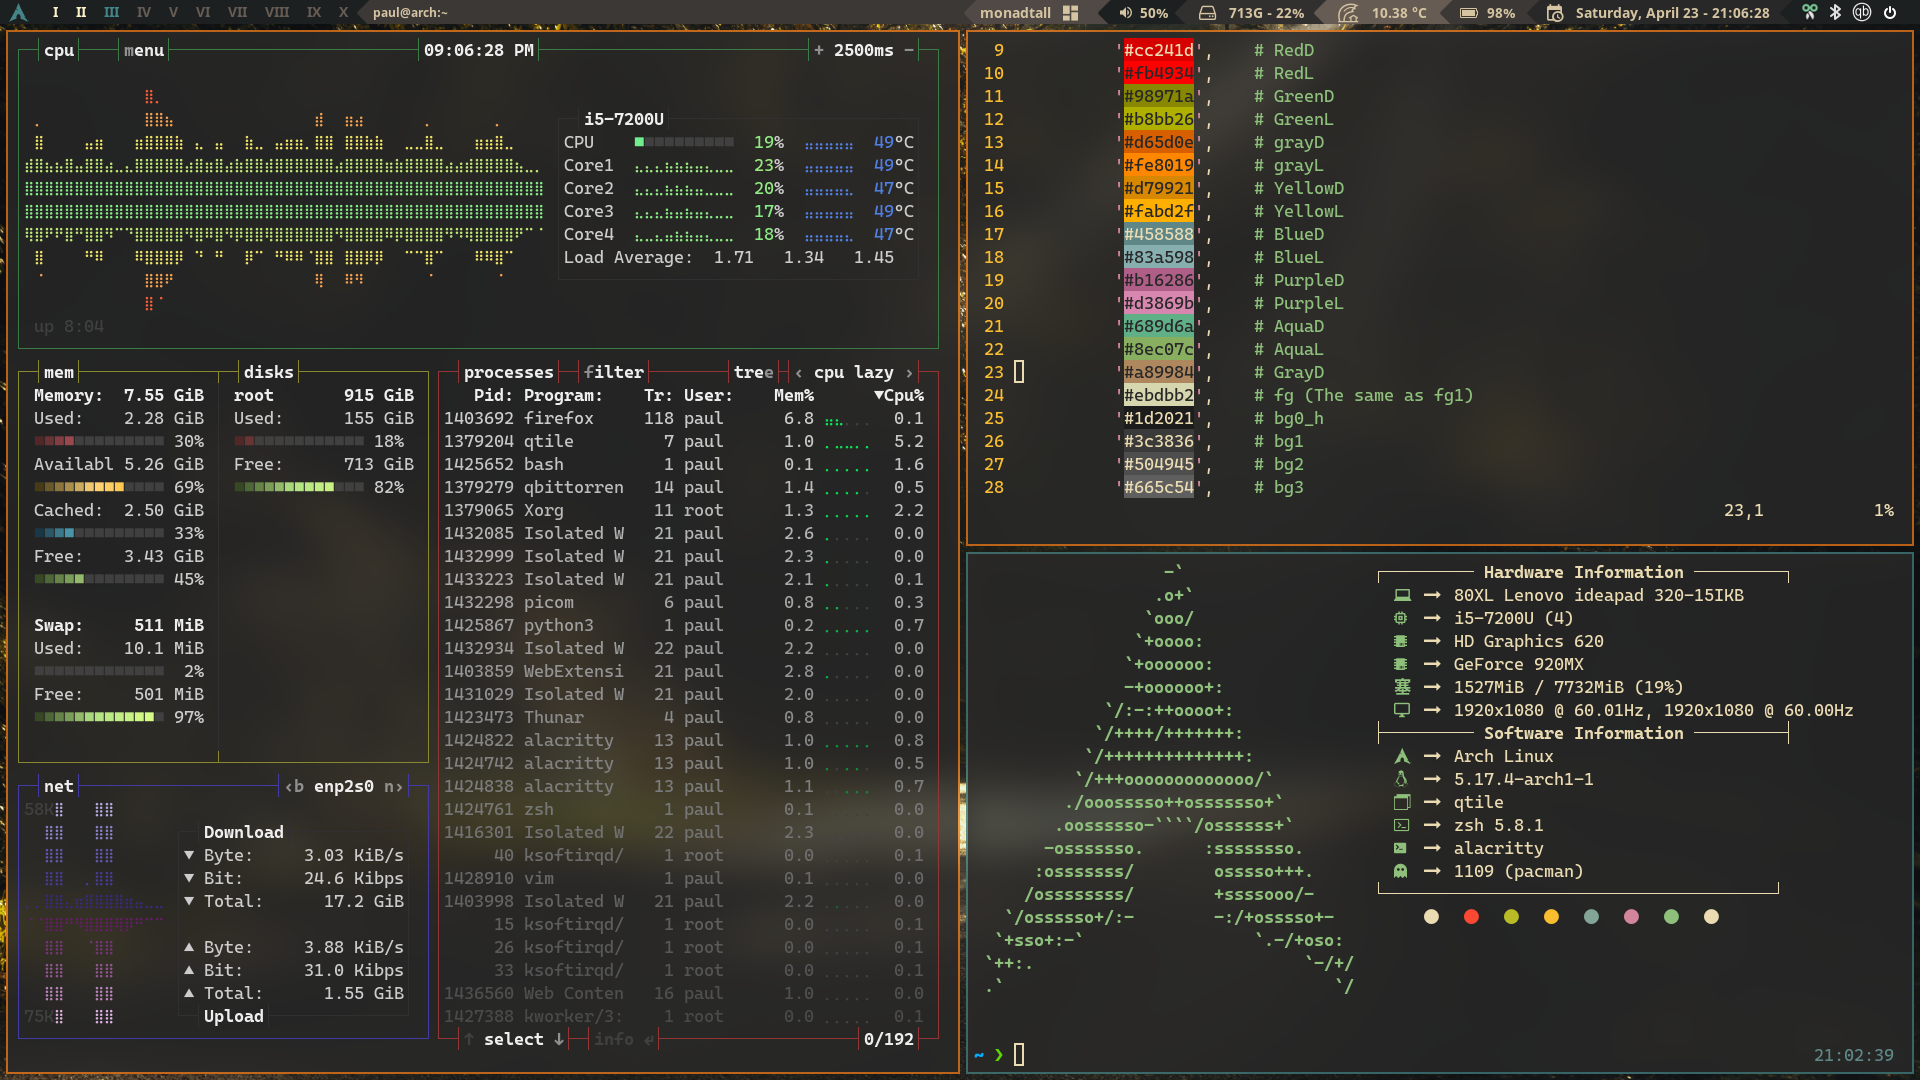 I II III IV V VI VII VIII IX X paul@arch:~ monadtall 50% 713G - 22% 10.38 °C 98% Saturday, April 23 - 21:06:28
cpu menu 09:06:28 PM + 2500ms -
i5-7200U
CPU 19% 49°C
Core1 23% 49°C
Core2 20% 47°C
Core3 17% 49°C
Core4 18% 47°C
Load Average: 1.71 1.34 1.45
up 8:04
mem disks
Memory: 7.55 GiB root 915 GiB
Used: 2.28 GiB Used: 155 GiB
30% 18%
Availabl 5.26 GiB Free: 713 GiB
69% 82%
Cached: 2.50 GiB
33%
Free: 3.43 GiB
45%
Swap: 511 MiB
Used: 10.1 MiB
2%
Free: 501 MiB
97%
net ‹b enp2s0 n›
58K
Download
▼ Byte: 3.03 KiB/s
▼ Bit: 24.6 Kibps
▼ Total: 17.2 GiB
▲ Byte: 3.88 KiB/s
▲ Bit: 31.0 Kibps
▲ Total: 1.55 GiB
75K Upload
processes filter tree ‹ cpu lazy ›
Pid: Program: Tr: User: Mem% ▼Cpu%
1403692 firefox 118 paul 6.8 0.1
1379204 qtile 7 paul 1.0 5.2
1425652 bash 1 paul 0.1 1.6
1379279 qbittorren 14 paul 1.4 0.5
1379065 Xorg 11 root 1.3 2.2
1432085 Isolated W 21 paul 2.6 0.0
1432999 Isolated W 21 paul 2.3 0.0
1433223 Isolated W 21 paul 2.1 0.1
1432298 picom 6 paul 0.8 0.3
1425867 python3 1 paul 0.2 0.7
1432934 Isolated W 22 paul 2.2 0.0
1403859 WebExtensi 21 paul 2.8 0.0
1431029 Isolated W 21 paul 2.0 0.0
1423473 Thunar 4 paul 0.8 0.0
1424822 alacritty 13 paul 1.0 0.8
1424742 alacritty 13 paul 1.0 0.5
1424838 alacritty 13 paul 1.1 0.7
1424761 zsh 1 paul 0.1 0.0
1416301 Isolated W 22 paul 2.3 0.0
40 ksoftirqd/ 1 root 0.0 0.1
1428910 vim 1 paul 0.1 0.0
1403998 Isolated W 21 paul 2.2 0.0
15 ksoftirqd/ 1 root 0.0 0.1
26 ksoftirqd/ 1 root 0.0 0.1
33 ksoftirqd/ 1 root 0.0 0.1
1436560 Web Conten 16 paul 1.0 0.0
1427388 kworker/3: 1 root 0.0 0.1
↑ select ↓ info ↲ 0/192
9 '#cc241d', # RedD
10 '#fb4934', # RedL
11 '#98971a', # GreenD
12 '#b8bb26', # GreenL
13 '#d65d0e', # grayD
14 '#fe8019', # grayL
15 '#d79921', # YellowD
16 '#fabd2f', # YellowL
17 '#458588', # BlueD
18 '#83a598', # BlueL
19 '#b16286', # PurpleD
20 '#d3869b', # PurpleL
21 '#689d6a', # AquaD
22 '#8ec07c', # AquaL
23 '#a89984', # GrayD
24 '#ebdbb2', # fg (The same as fg1)
25 '#1d2021', # bg0_h
26 '#3c3836', # bg1
27 '#504945', # bg2
28 '#665c54', # bg3
23,1 1%
-`
.o+`
`ooo/
`+oooo:
`+oooooo:
-+oooooo+:
`/:-:++oooo+:
`/++++/+++++++:
`/++++++++++++++:
`/+++ooooooooooooo/`
./ooosssso++osssssso+`
.oossssso-````/ossssss+`
-osssssso. :ssssssso.
:osssssss/ osssso+++.
/ossssssss/ +ssssooo/-
`/ossssso+/:- -:/+osssso+-
`+sso+:-` `.-/+oso:
`++:. `-/+/
.` `/
Hardware Information
→ 80XL Lenovo ideapad 320-15IKB
→ i5-7200U (4)
→ HD Graphics 620
→ GeForce 920MX
塞 → 1527MiB / 7732MiB (19%)
→ 1920x1080 @ 60.01Hz, 1920x1080 @ 60.00Hz
Software Information
→ Arch Linux
→ 5.17.4-arch1-1
→ qtile
→ zsh 5.8.1
→ alacritty
→ 1109 (pacman)
~ ❯ 21:02:39